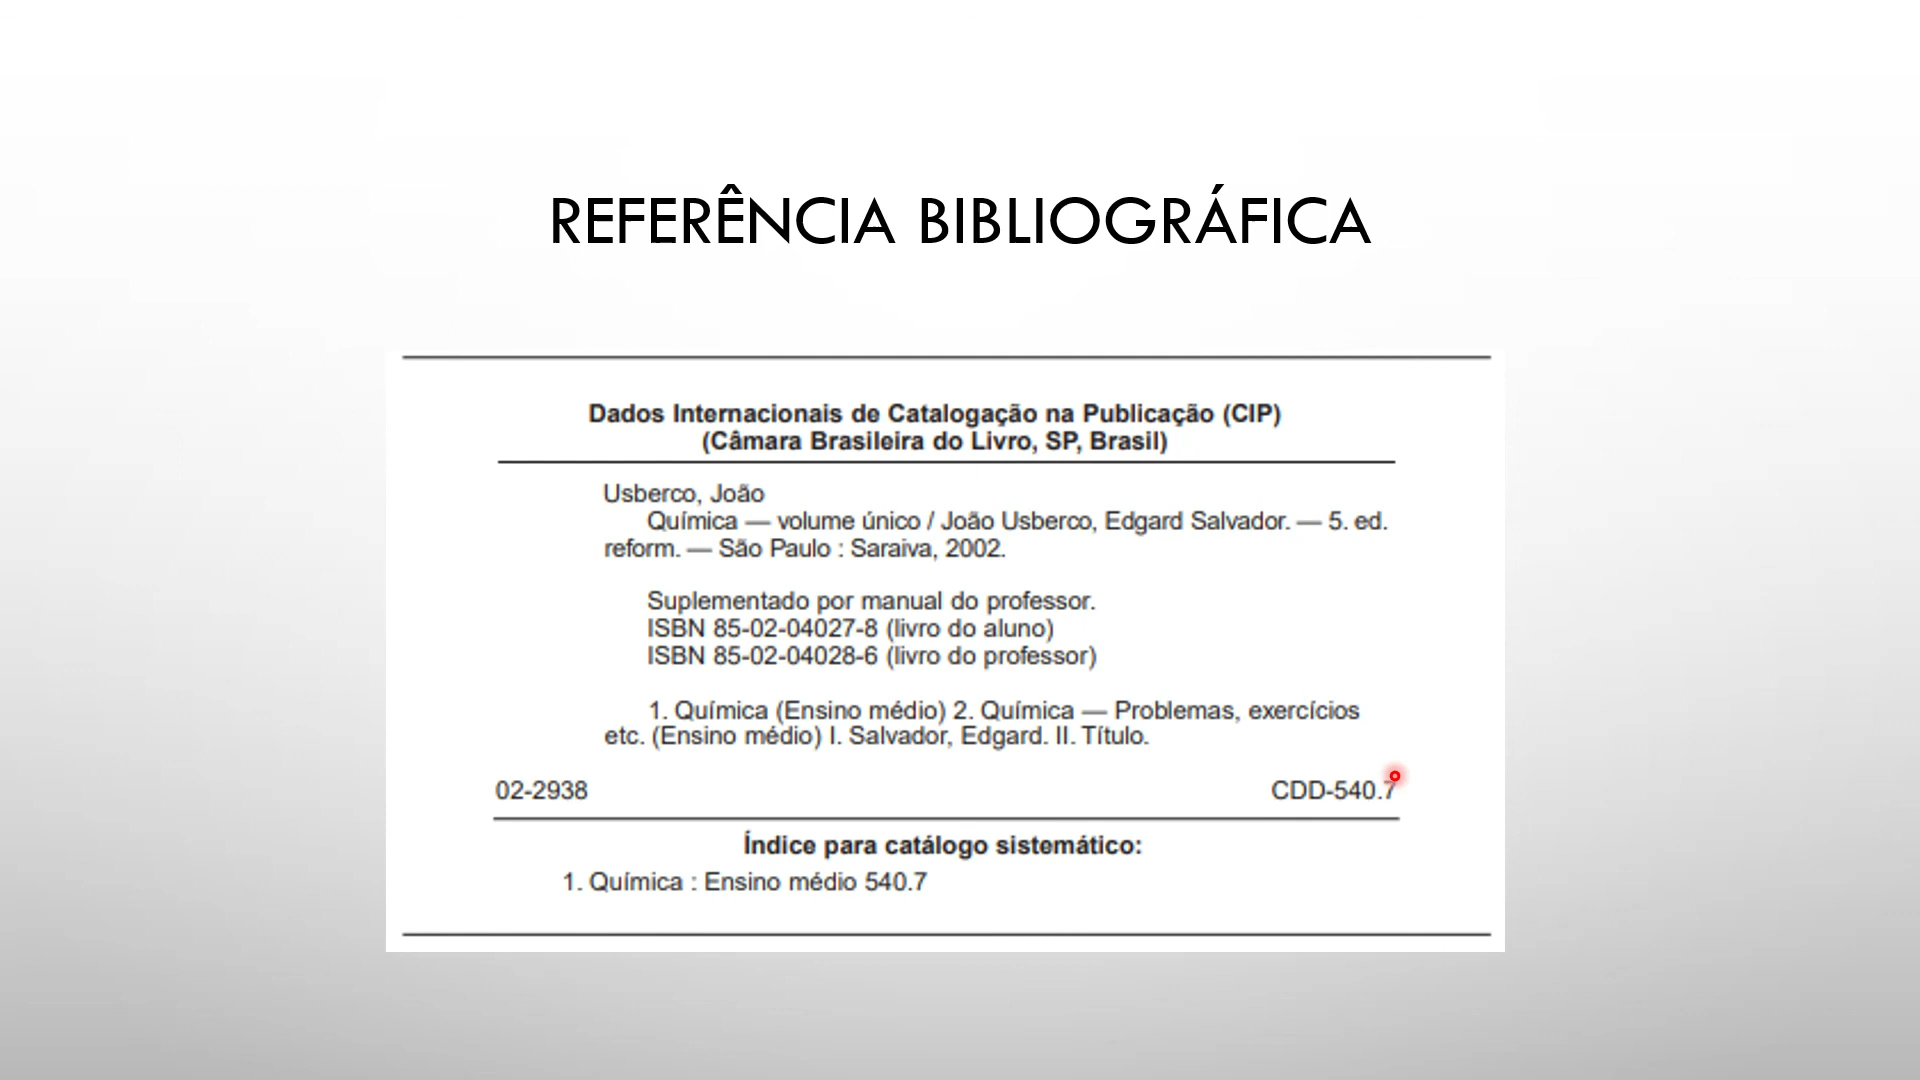 REFERÊNCIA BIBLIOGRÁFICA
Dados Internacionais de Catalogação na Publicação (CIP)
(Câmara Brasileira do Livro, SP, Brasil)
Usberco, João
Química — volume único / João Usberco, Edgard Salvador. — 5. ed.
reform. — São Paulo : Saraiva, 2002.
Suplementado por manual do professor.
ISBN 85-02-04027-8 (livro do aluno)
ISBN 85-02-04028-6 (livro do professor)
1. Química (Ensino médio) 2. Química — Problemas, exercícios
etc. (Ensino médio) I. Salvador, Edgard. II. Título.
02-2938 CDD-540.7
Índice para catálogo sistemático:
1. Química : Ensino médio 540.7